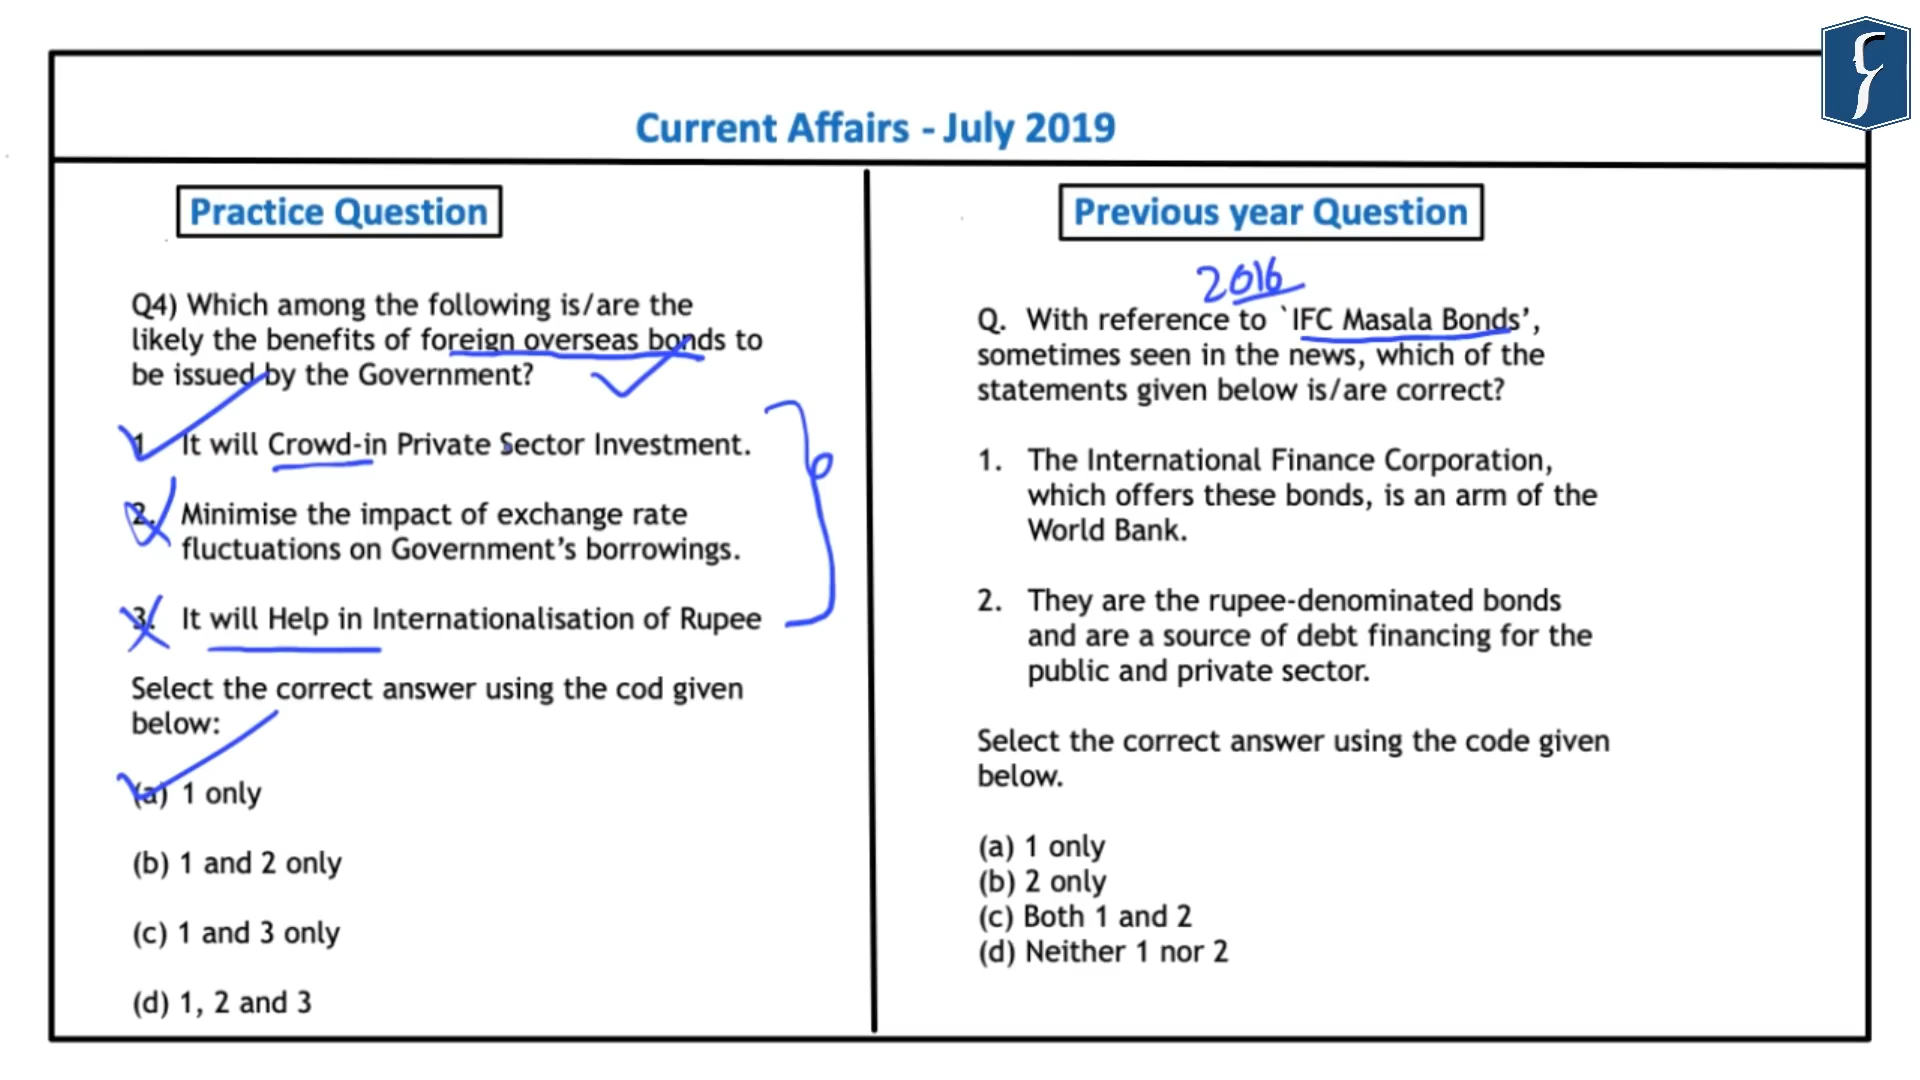 Current Affairs - July 2019
Practice Question
Q4) Which among the following is/are the
likely the benefits of foreign overseas bonds to
be issued by the Government?
1. It will Crowd-in Private Sector Investment.
2. Minimise the impact of exchange rate
fluctuations on Government's borrowings.
3. It will Help in Internationalisation of Rupee
Select the correct answer using the cod given
below:
(a) 1 only
(b) 1 and 2 only
(c) 1 and 3 only
(d) 1, 2 and 3
Previous year Question
2016
Q. With reference to `IFC Masala Bonds',
sometimes seen in the news, which of the
statements given below is/are correct?
1. The International Finance Corporation,
which offers these bonds, is an arm of the
World Bank.
2. They are the rupee-denominated bonds
and are a source of debt financing for the
public and private sector.
Select the correct answer using the code given
below.
(a) 1 only
(b) 2 only
(c) Both 1 and 2
(d) Neither 1 nor 2